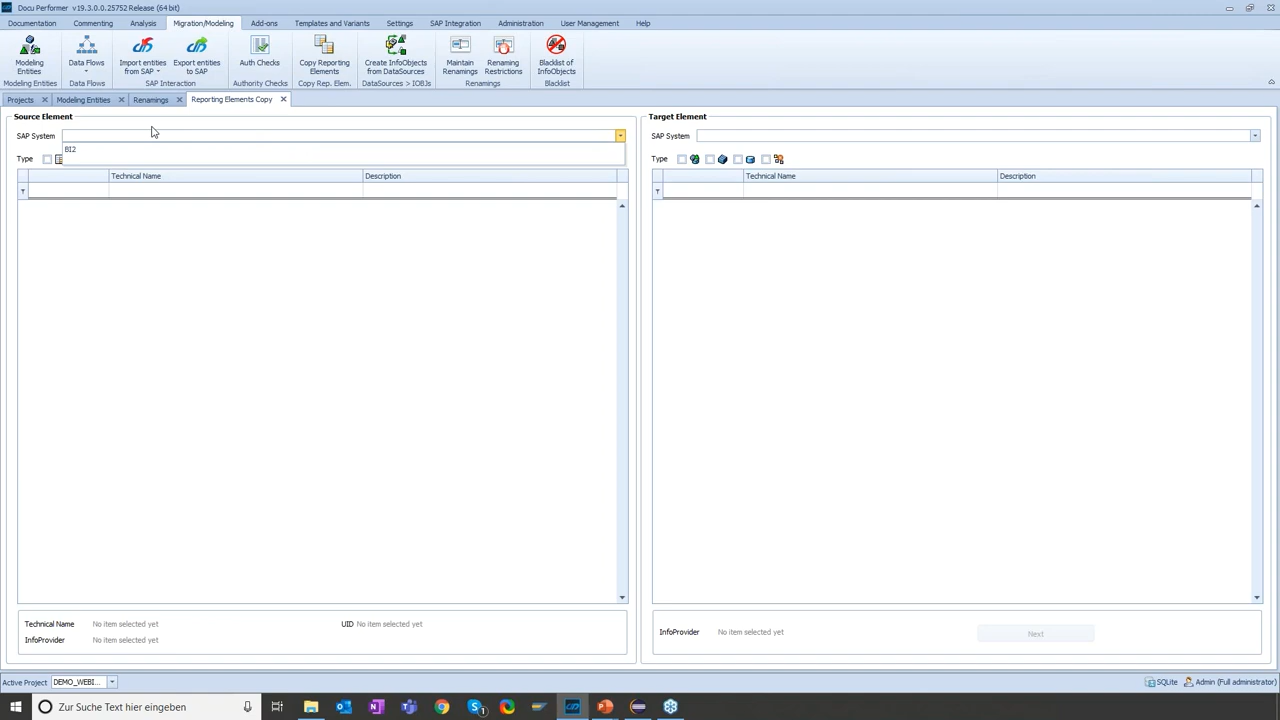 Docu Performer v19.3.0.0.25752 Release (64 bit)
Documentation Commenting Analysis Migration/Modeling Add-ons Templates and Variants Settings SAP Integration Administration User Management Help
Modeling Entities Data Flows Import entities from SAP Export entities to SAP Auth Checks Copy Reporting Elements Create InfoObjects from DataSources Maintain Renamings Renaming Restrictions Blacklist of InfoObjects
Modeling Entities Data Flows SAP Interaction Authority Checks Copy Rep. Elem. DataSources > IOBJs Renamings Blacklist
Projects Modeling Entities Renamings Reporting Elements Copy
Source Element Target Element
SAP System SAP System
BI2
Type Type
Technical Name Description Technical Name Description
Technical Name No item selected yet UID No item selected yet
InfoProvider No item selected yet
InfoProvider No item selected yet Next
Active Project DEMO_WEBI... SQLite Admin (Full administrator)
Zur Suche Text hier eingeben